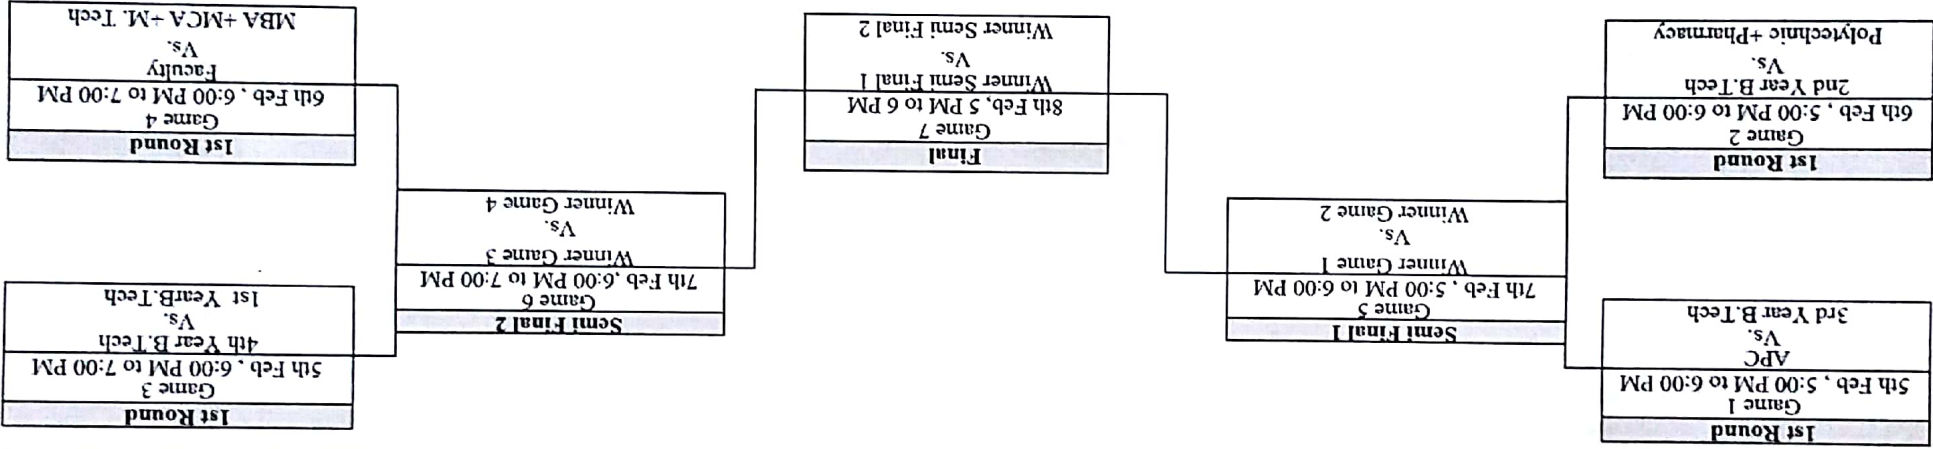 1st Round
Game 1
5th Feb , 5:00 PM to 6:00 PM
APC
Vs.
3rd Year B.Tech
1st Round
Game 2
6th Feb , 5:00 PM to 6:00 PM
2nd Year B.Tech
Vs.
Polytechnic +Pharmacy
Semi Final 1
Game 5
7th Feb , 5:00 PM to 6:00 PM
Winner Game 1
Vs.
Winner Game 2
Final
Game 7
8th Feb, 5 PM to 6 PM
Winner Semi Final 1
Vs.
Winner Semi Final 2
Semi Final 2
Game 6
7th Feb ,6:00 PM to 7:00 PM
Winner Game 3
Vs.
Winner Game 4
1st Round
Game 3
5th Feb , 6:00 PM to 7:00 PM
4th Year B.Tech
Vs.
1st YearB.Tech
1st Round
Game 4
6th Feb , 6:00 PM to 7:00 PM
Faculty
Vs.
MBA +MCA+ M. Tech